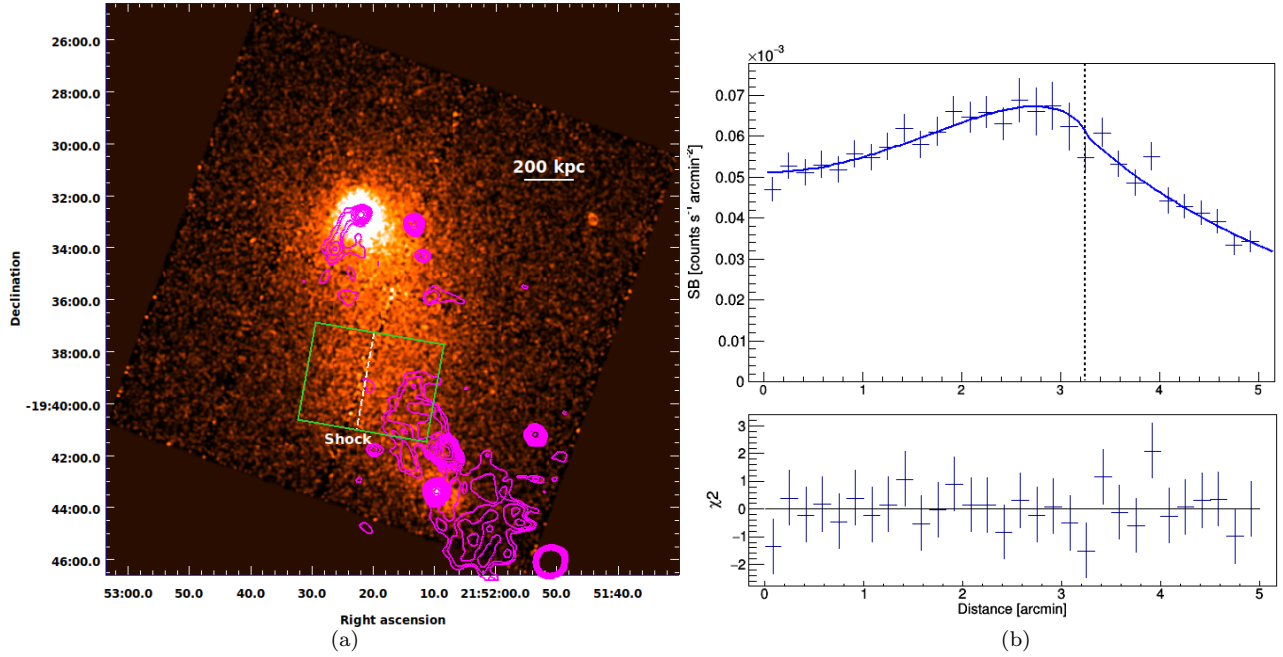 26:00.0
28:00.0
30:00.0
200 kpc
32:00.0
34:00.0
36:00.0
38:00.0
-19:40:00.0
Shock
42:00.0
44:00.0
46:00.0
Declination
53:00.0 50.0 40.0 30.0 20.0 10.0 21:52:00.0 50.0 51:40.0
Right ascension
(a)
×10⁻³
0.07
0.06
0.05
0.04
0.03
0.02
0.01
0
SB [counts s⁻¹ arcmin⁻²]
0 1 2 3 4 5
3
2
1
0
-1
-2
χ2
0 1 2 3 4 5
Distance [arcmin]
(b)